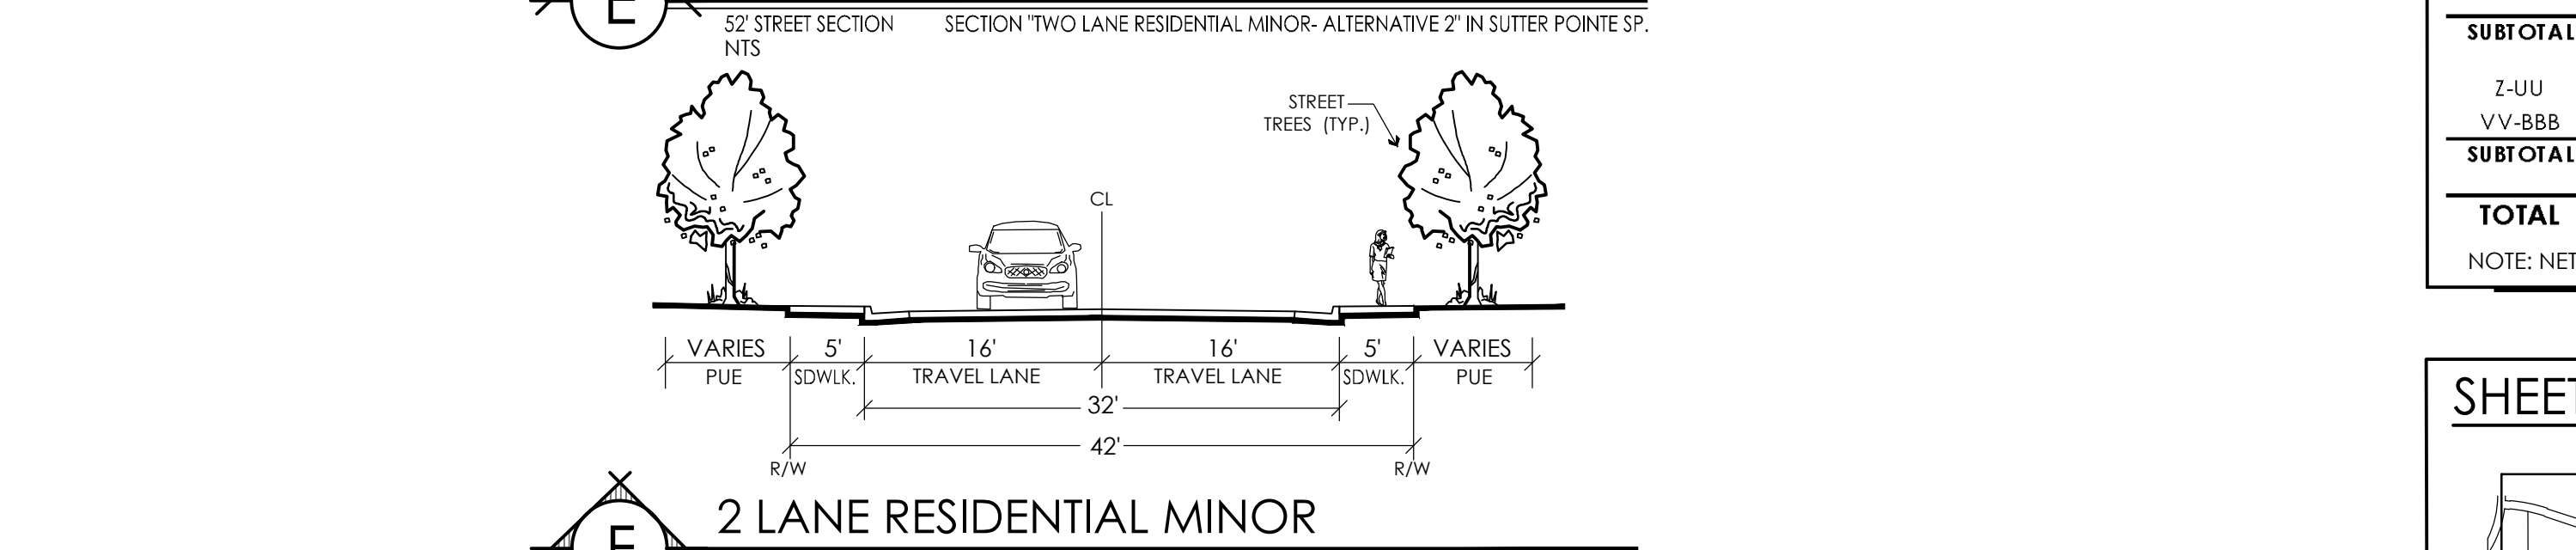 52' STREET SECTION SECTION "TWO LANE RESIDENTIAL MINOR- ALTERNATIVE 2" IN SUTTER POINTE SP.
NTS
STREET
TREES (TYP.)
CL
VARIES 5' 16' 16' 5' VARIES
PUE SDWLK. TRAVEL LANE TRAVEL LANE SDWLK. PUE
32'
42'
R/W R/W
2 LANE RESIDENTIAL MINOR
SUBTOTAL
Z-UU
VV-BBB
SUBTOTAL
TOTAL
NOTE: NET
SHEET